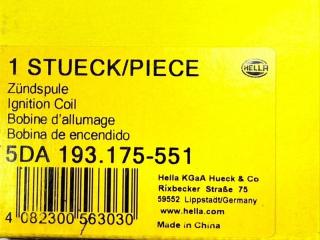 1 STUECK/PIECE
HELLA
Zündspule
Ignition Coil
Bobine d'allumage
Bobina de encendido
5DA 193.175-551
Hella KGaA Hueck & Co
Rixbecker Straße 75
59552 Lippstadt/Germany
www.hella.com
Made in China
4 082300 563030